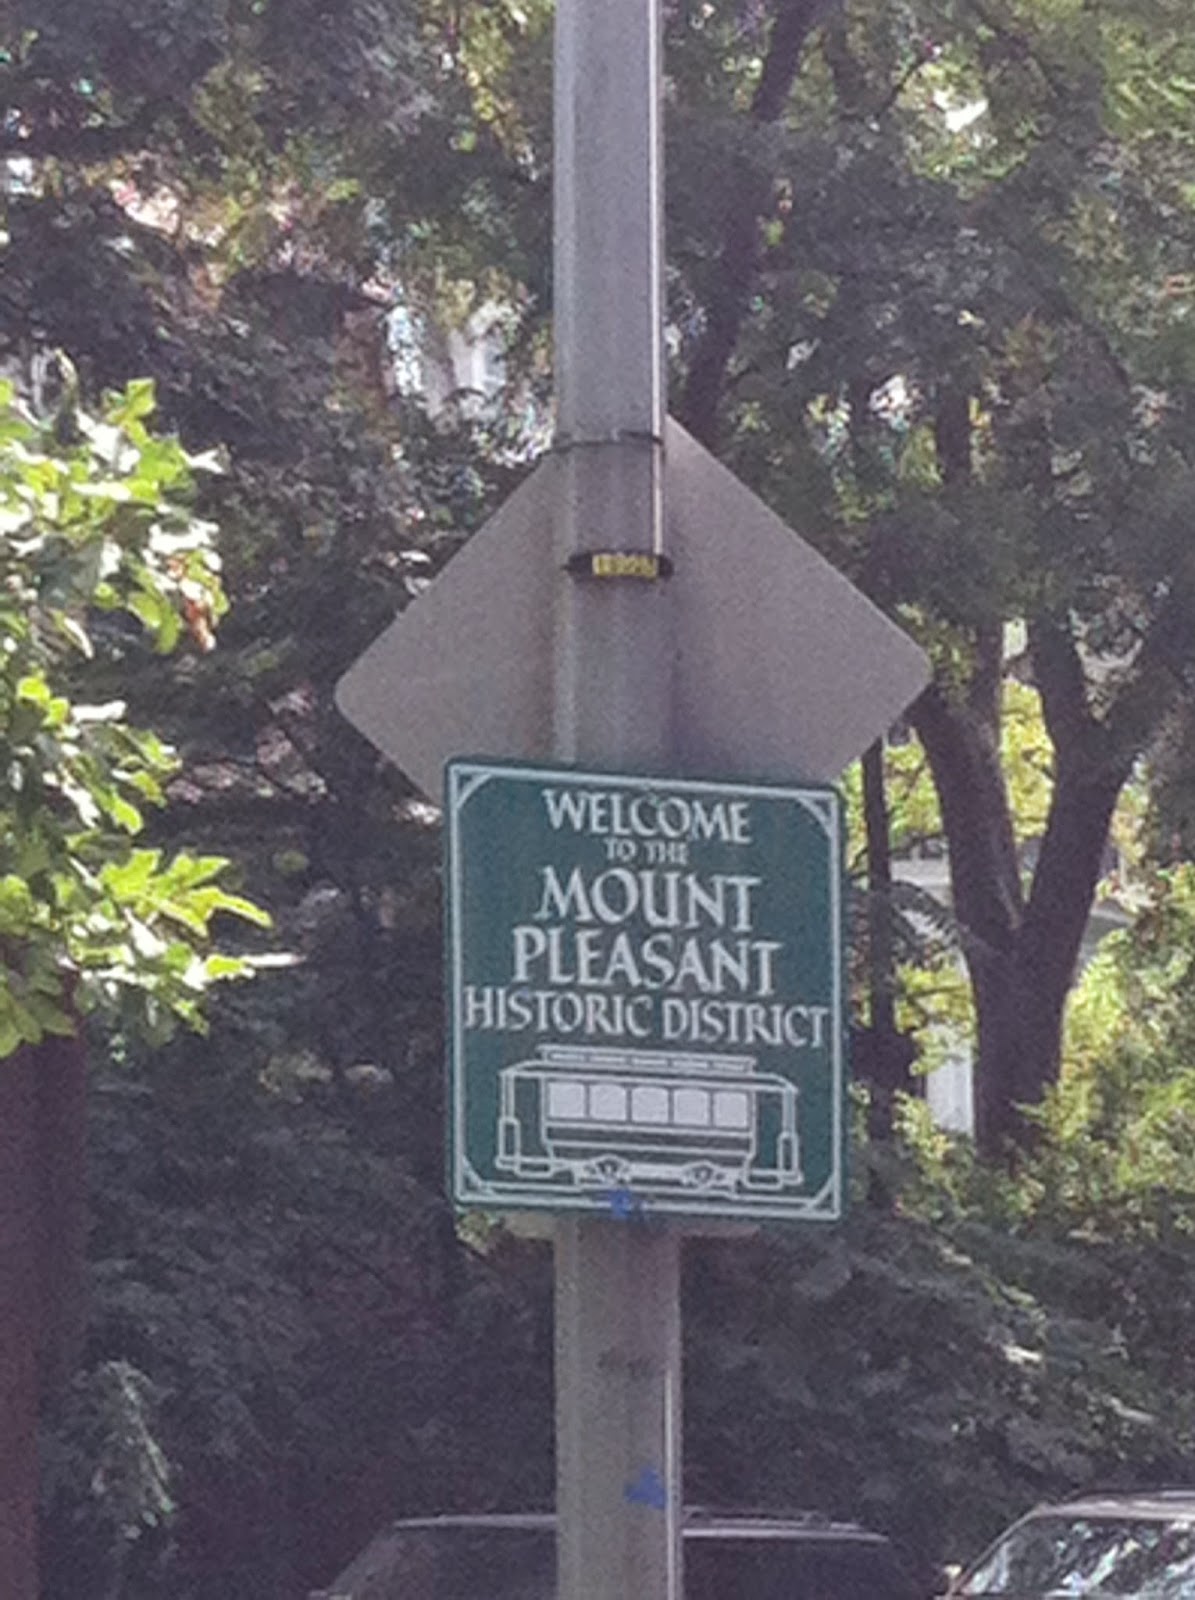 WELCOME
TO THE
MOUNT
PLEASANT
HISTORIC DISTRICT